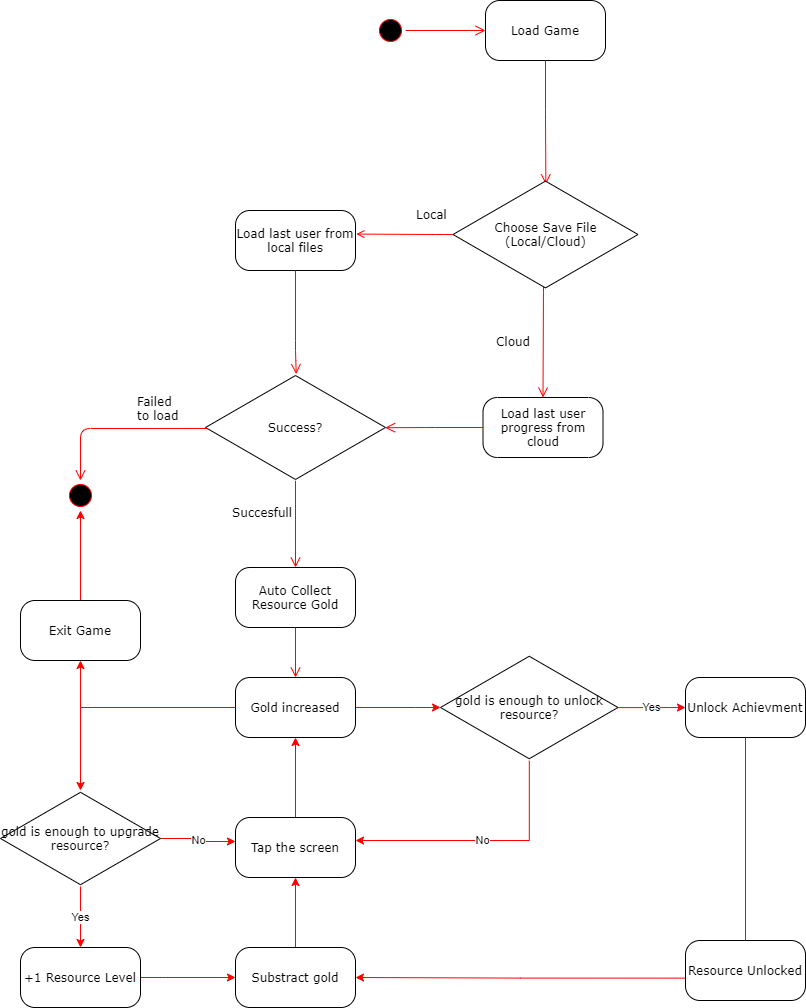 Load Game
Choose Save File
(Local/Cloud)
Local
Load last user from
local files
Cloud
Load last user
progress from
cloud
Failed
to load
Success?
Succesfull
Auto Collect
Resource Gold
Exit Game
Gold increased
gold is enough to unlock
resource?
Yes
Unlock Achievment
gold is enough to upgrade
resource?
No
Tap the screen
No
Yes
+1 Resource Level
Substract gold
Resource Unlocked